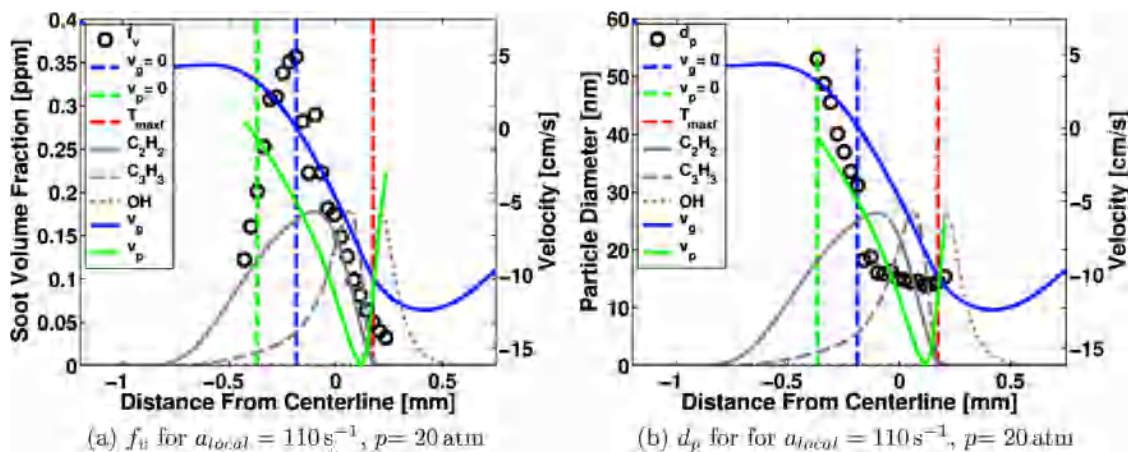 0.4
0.35
0.3
0.25
0.2
0.15
0.1
0.05
0
Soot Volume Fraction [ppm]
f_v
v_g = 0
v_p = 0
T_maxf
C₂H₂
C₃H₃
OH
v_g
v_p
5
0
−5
−10
−15
Velocity [cm/s]
−1 −0.5 0 0.5
Distance From Centerline [mm]
(a) f_v for a_local = 110 s⁻¹, p= 20 atm
60
50
40
30
20
10
0
Particle Diameter [nm]
d_p
v_g = 0
v_p = 0
T_maxf
C₂H₂
C₃H₃
OH
v_g
v_p
5
0
−5
−10
−15
Velocity [cm/s]
−1 −0.5 0 0.5
Distance From Centerline [mm]
(b) d_p for for a_local = 110 s⁻¹, p= 20 atm